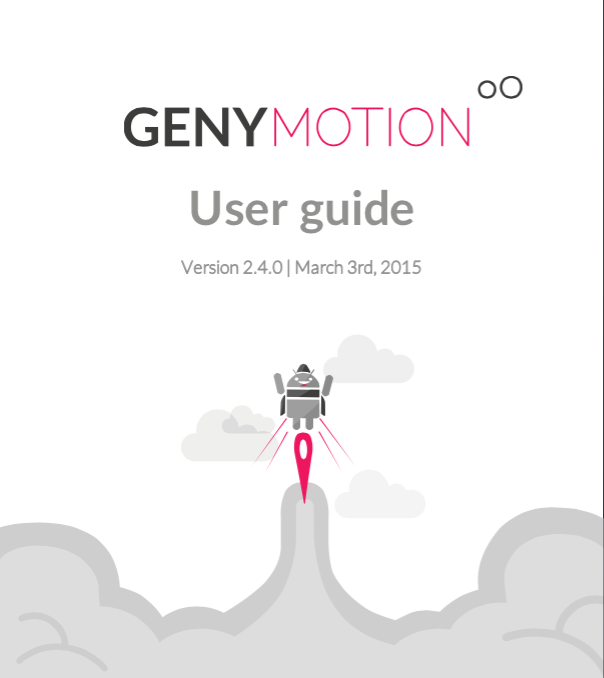 GENYMOTION
User guide
Version 2.4.0 | March 3rd, 2015